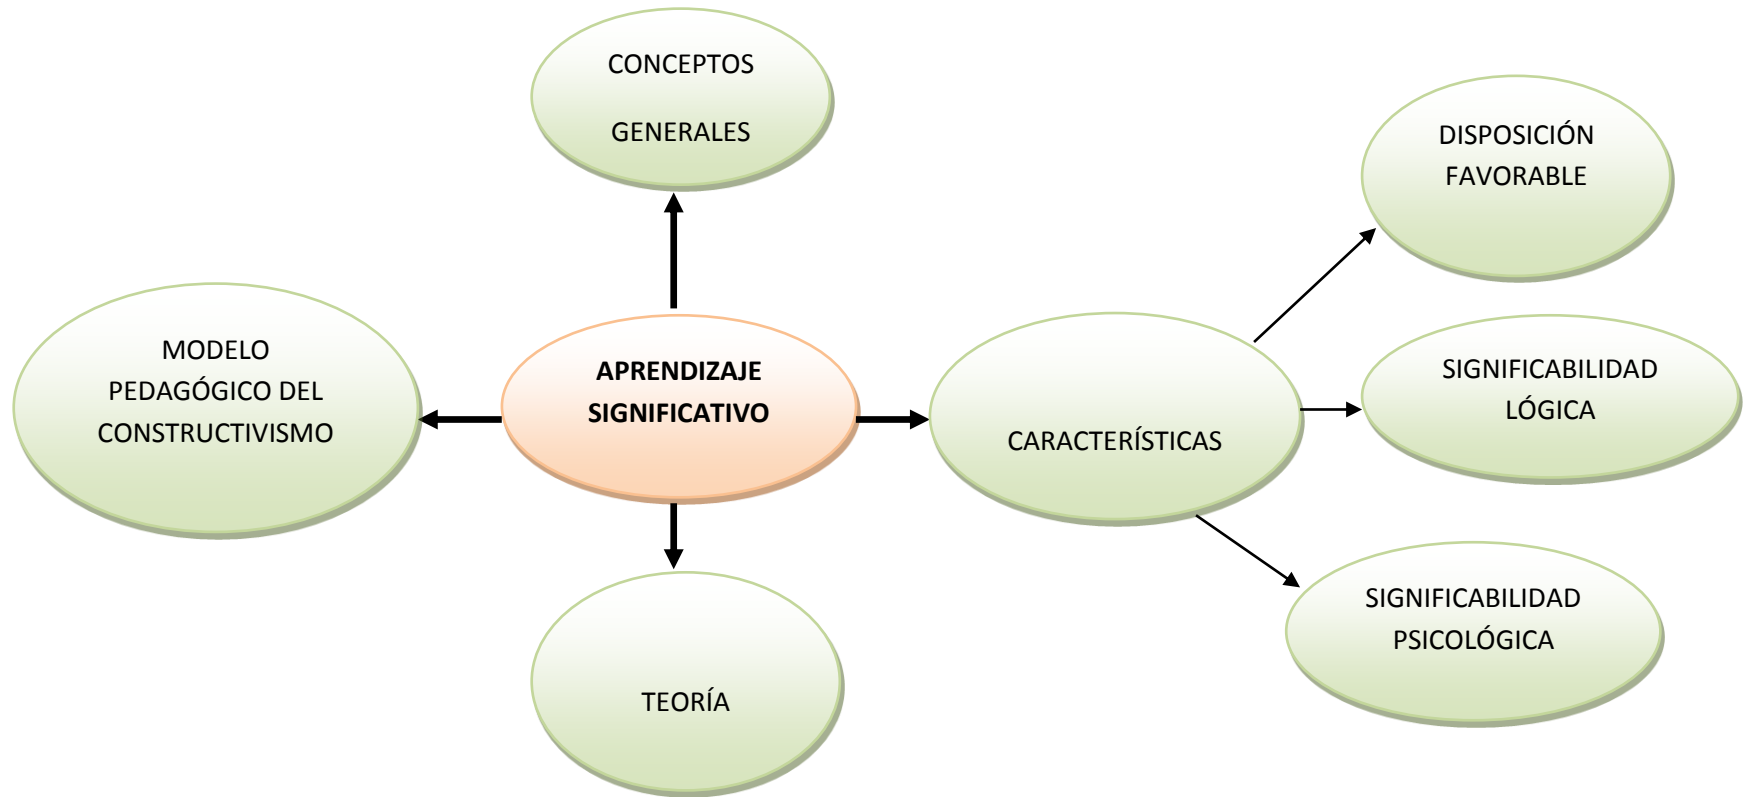 CONCEPTOS
GENERALES
DISPOSICIÓN
FAVORABLE
MODELO
PEDAGÓGICO DEL
CONSTRUCTIVISMO
APRENDIZAJE
SIGNIFICATIVO
CARACTERÍSTICAS
SIGNIFICABILIDAD
LÓGICA
SIGNIFICABILIDAD
PSICOLÓGICA
TEORÍA